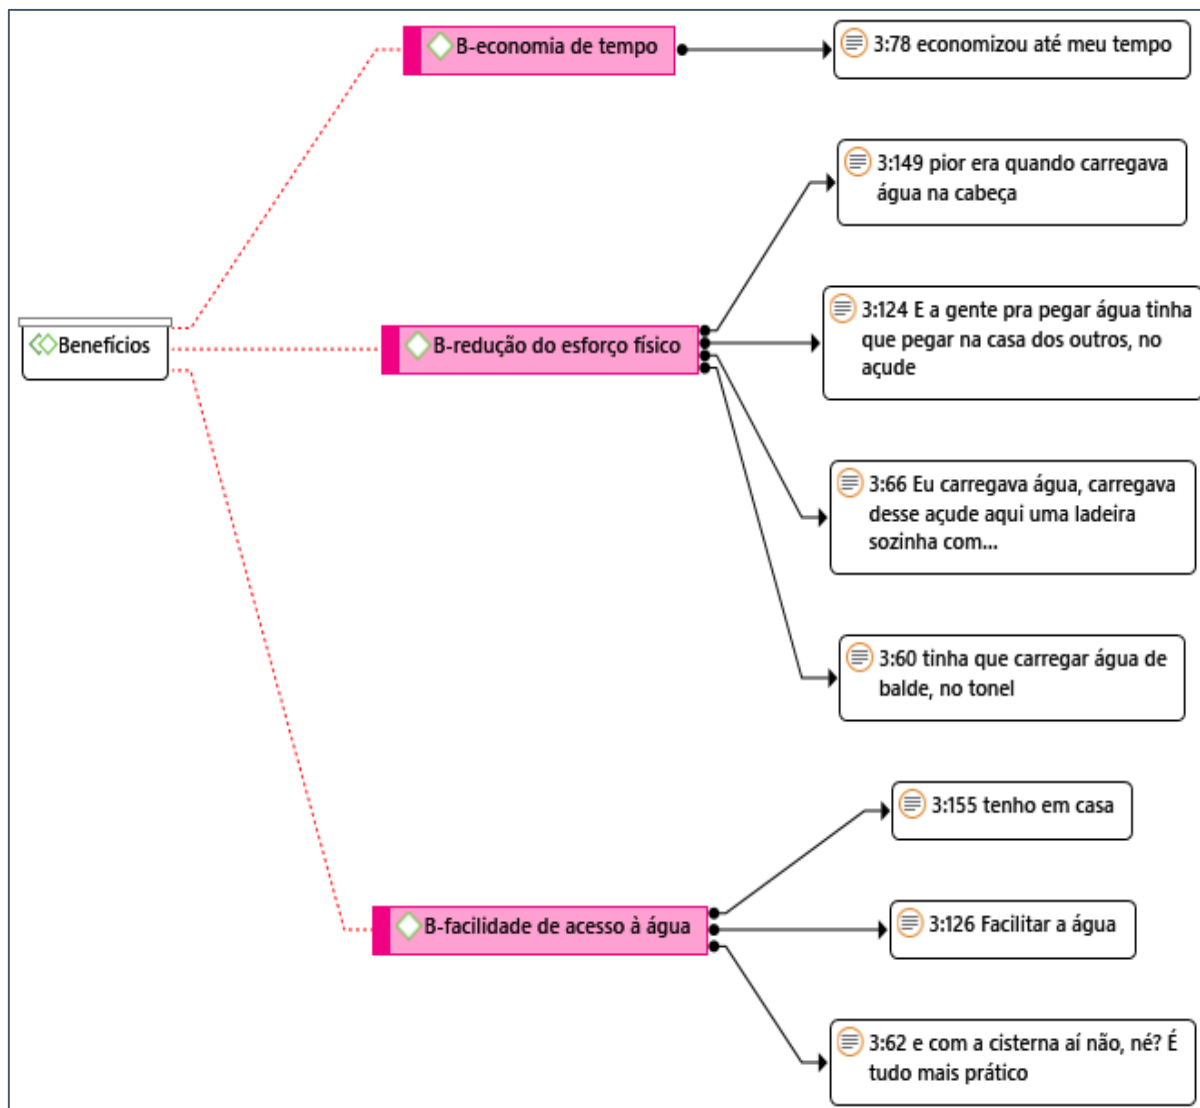 B-economia de tempo
3:78 economizou até meu tempo
3:149 pior era quando carregava
água na cabeça
3:124 E a gente pra pegar água tinha
que pegar na casa dos outros, no
açude
Benefícios
B-redução do esforço físico
3:66 Eu carregava água, carregava
desse açude aqui uma ladeira
sozinha com...
3:60 tinha que carregar água de
balde, no tonel
3:155 tenho em casa
B-facilidade de acesso à água
3:126 Facilitar a água
3:62 e com a cisterna aí não, né? É
tudo mais prático